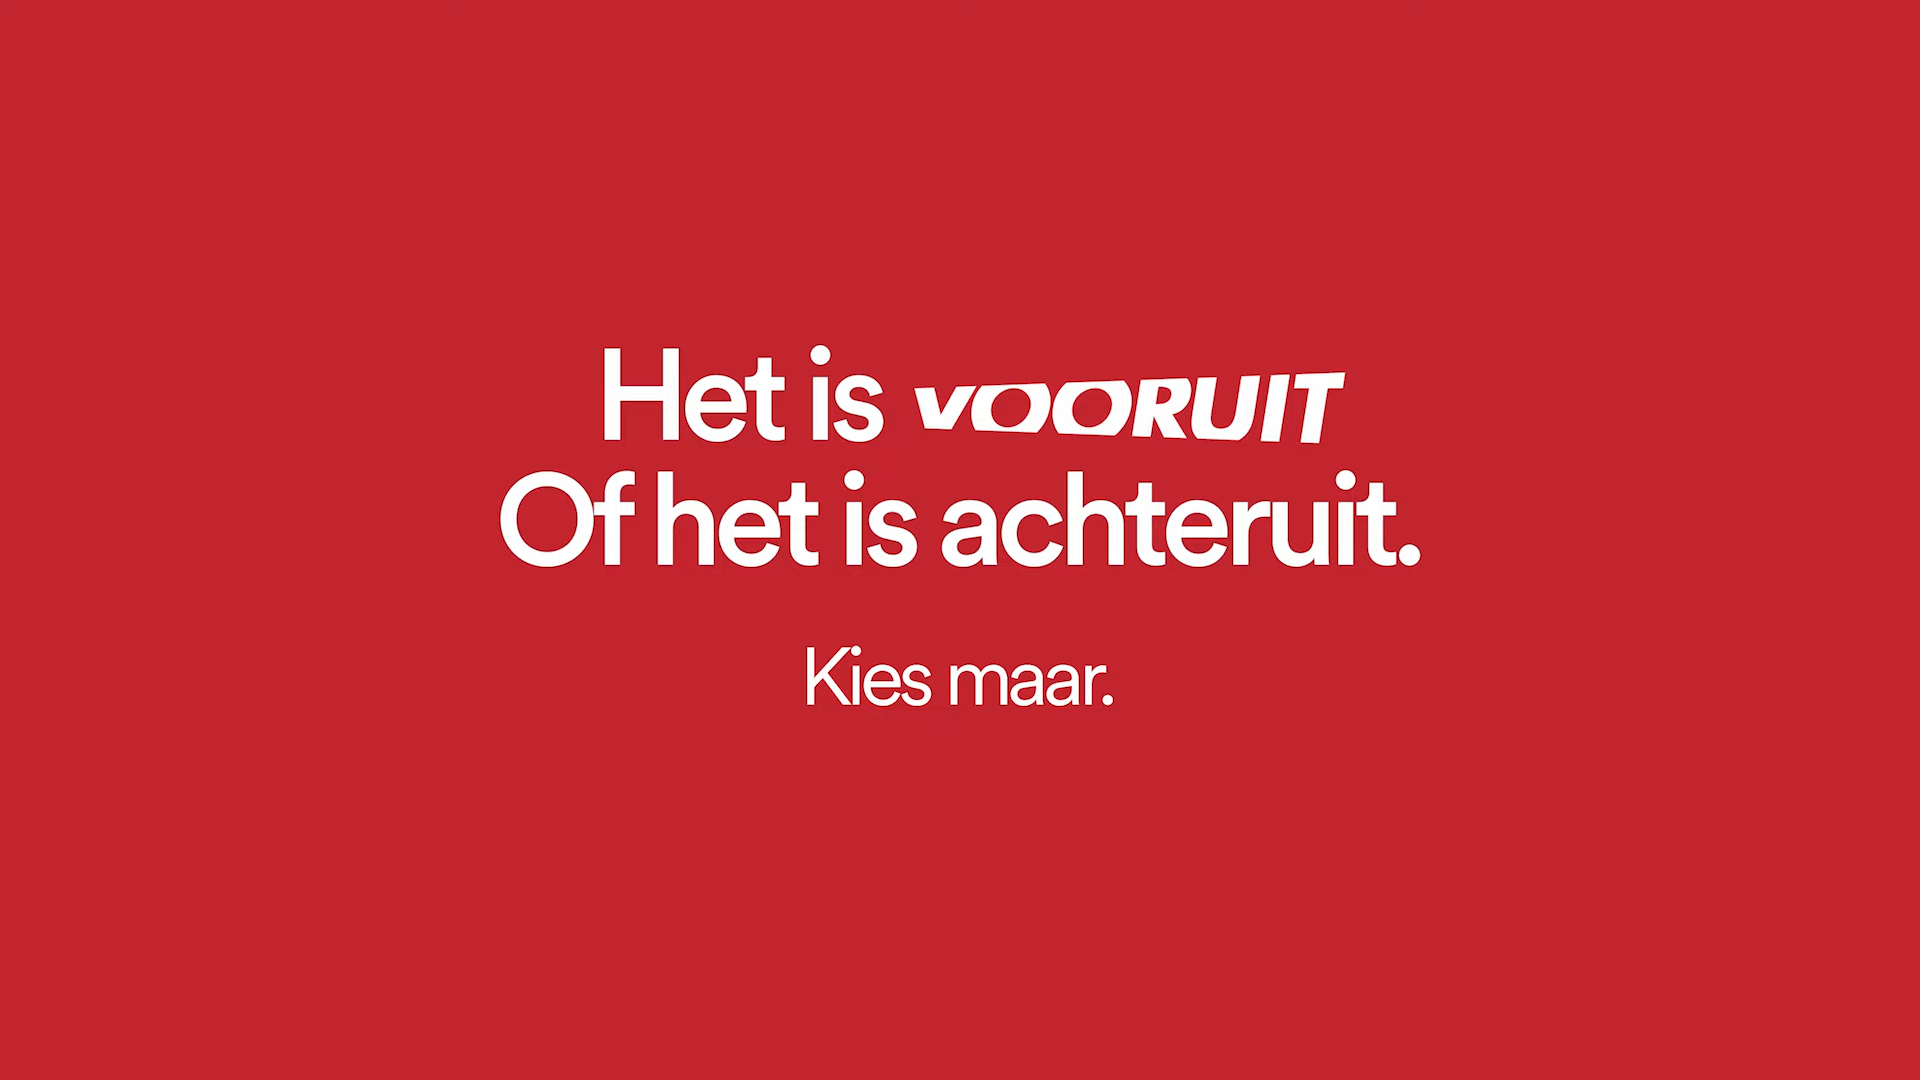 Het is VOORUIT
Of het is achteruit.
Kies maar.